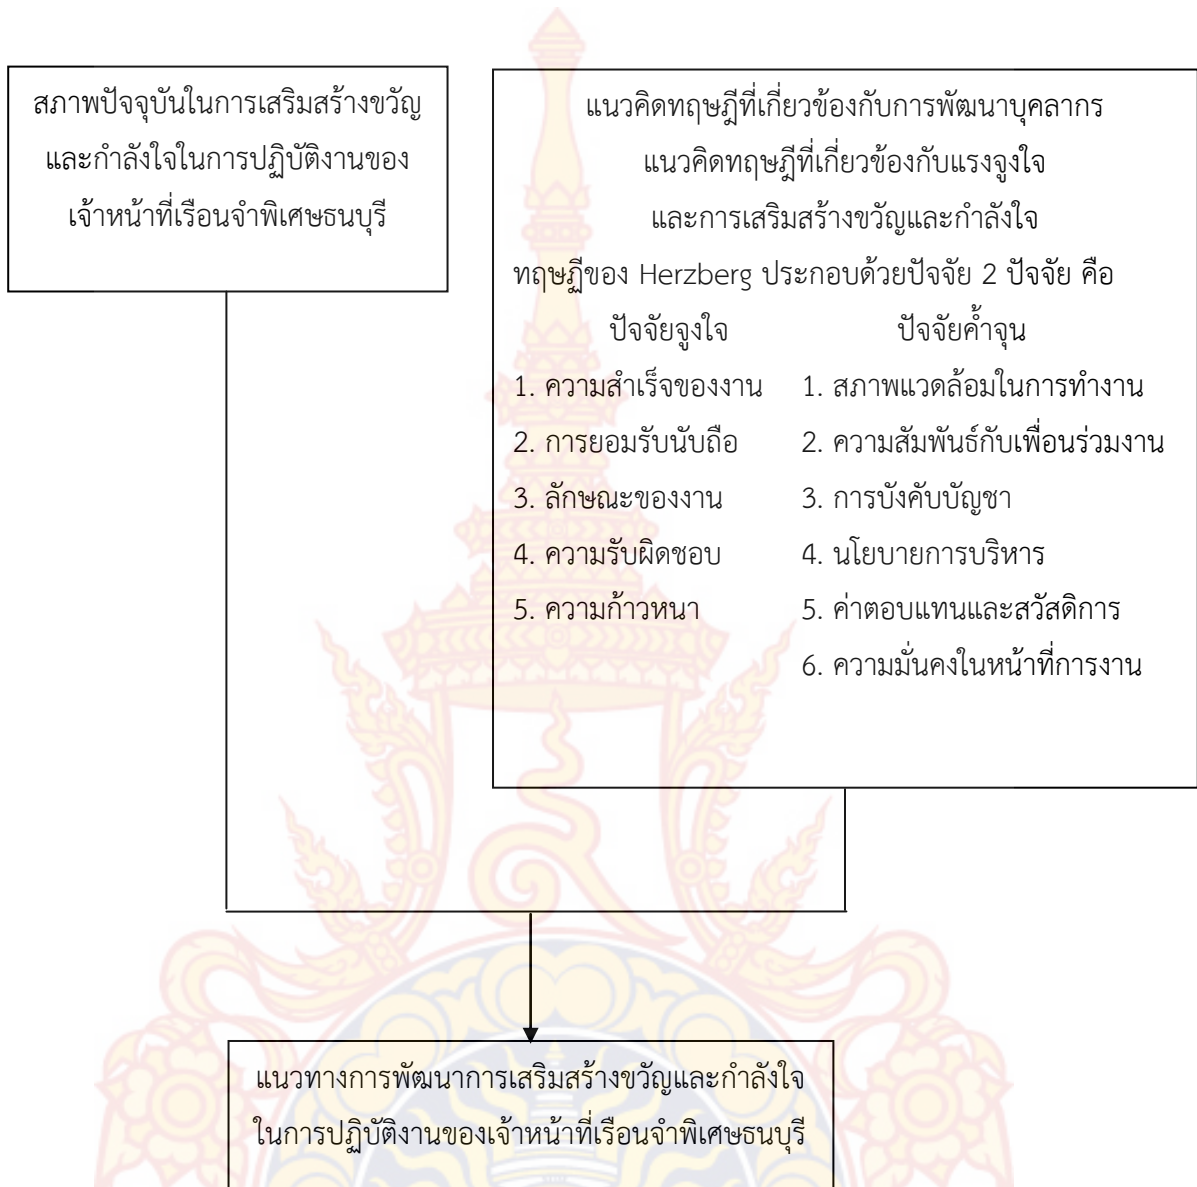 สภาพปัจจุบันในการเสริมสร้างขวัญ
และกำลังใจในการปฏิบัติงานของ
เจ้าหน้าที่เรือนจำพิเศษธนบุรี
แนวคิดทฤษฎีที่เกี่ยวข้องกับการพัฒนาบุคลากร
แนวคิดทฤษฎีที่เกี่ยวข้องกับแรงจูงใจ
และการเสริมสร้างขวัญและกำลังใจ
ทฤษฎีของ Herzberg ประกอบด้วยปัจจัย 2 ปัจจัย คือ
ปัจจัยจูงใจ ปัจจัยค้ำจุน
1. ความสำเร็จของงาน 1. สภาพแวดล้อมในการทำงาน
2. การยอมรับนับถือ 2. ความสัมพันธ์กับเพื่อนร่วมงาน
3. ลักษณะของงาน 3. การบังคับบัญชา
4. ความรับผิดชอบ 4. นโยบายการบริหาร
5. ความก้าวหนา 5. ค่าตอบแทนและสวัสดิการ
6. ความมั่นคงในหน้าที่การงาน
แนวทางการพัฒนาการเสริมสร้างขวัญและกำลังใจ
ในการปฏิบัติงานของเจ้าหน้าที่เรือนจำพิเศษธนบุรี